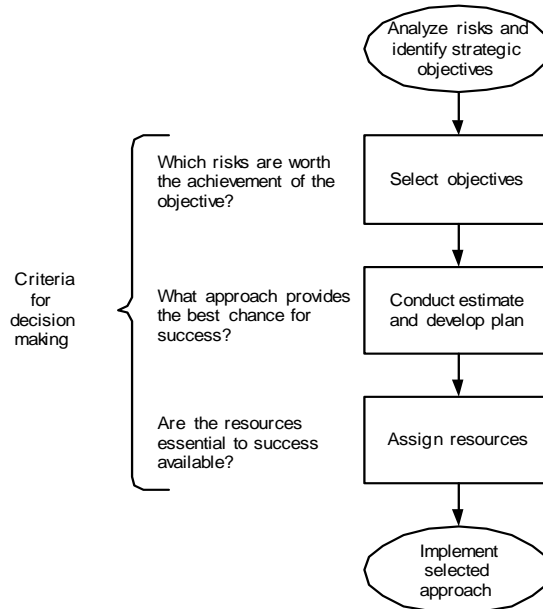 Analyze risks and
identify strategic
objectives
Which risks are worth
the achievement of the
objective?
Select objectives
Criteria
for
decision
making
What approach provides
the best chance for
success?
Conduct estimate
and develop plan
Are the resources
essential to success
available?
Assign resources
Implement
selected
approach